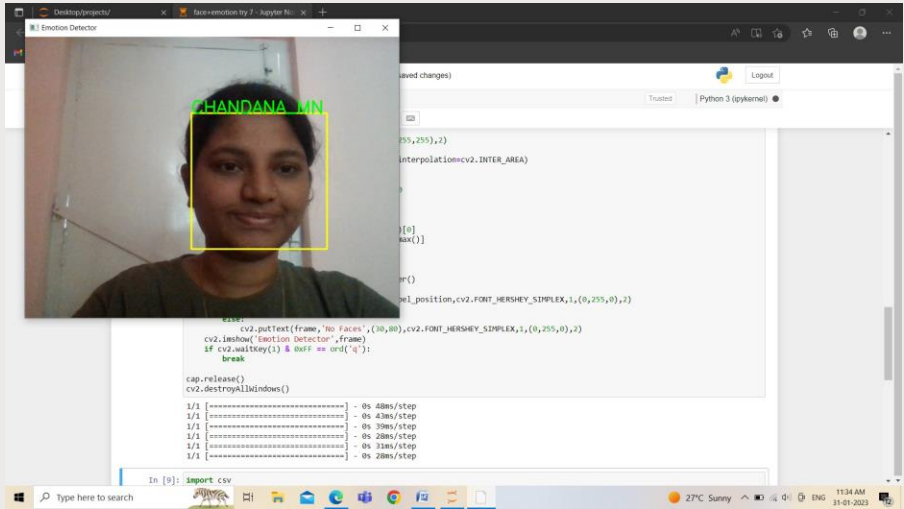 Desktop/projects/
face+emotion try 7 - Jupyter No
Emotion Detector
CHANDANA MN
saved changes)
Logout
Trusted
Python 3 (ipykernel)
255,255),2)
interpolation=cv2.INTER_AREA)
)[0]
max()]
er()
bel_position,cv2.FONT_HERSHEY_SIMPLEX,1,(0,255,0),2)
else:
cv2.putText(frame,'No Faces',(30,80),cv2.FONT_HERSHEY_SIMPLEX,1,(0,255,0),2)
cv2.imshow('Emotion Detector',frame)
if cv2.waitKey(1) & 0xFF == ord('q'):
break
cap.release()
cv2.destroyAllWindows()
1/1 [==============================] - 0s 48ms/step
1/1 [==============================] - 0s 43ms/step
1/1 [==============================] - 0s 39ms/step
1/1 [==============================] - 0s 28ms/step
1/1 [==============================] - 0s 31ms/step
1/1 [==============================] - 0s 28ms/step
In [9]: import csv
Type here to search
27°C Sunny
ENG
11:34 AM
31-01-2023